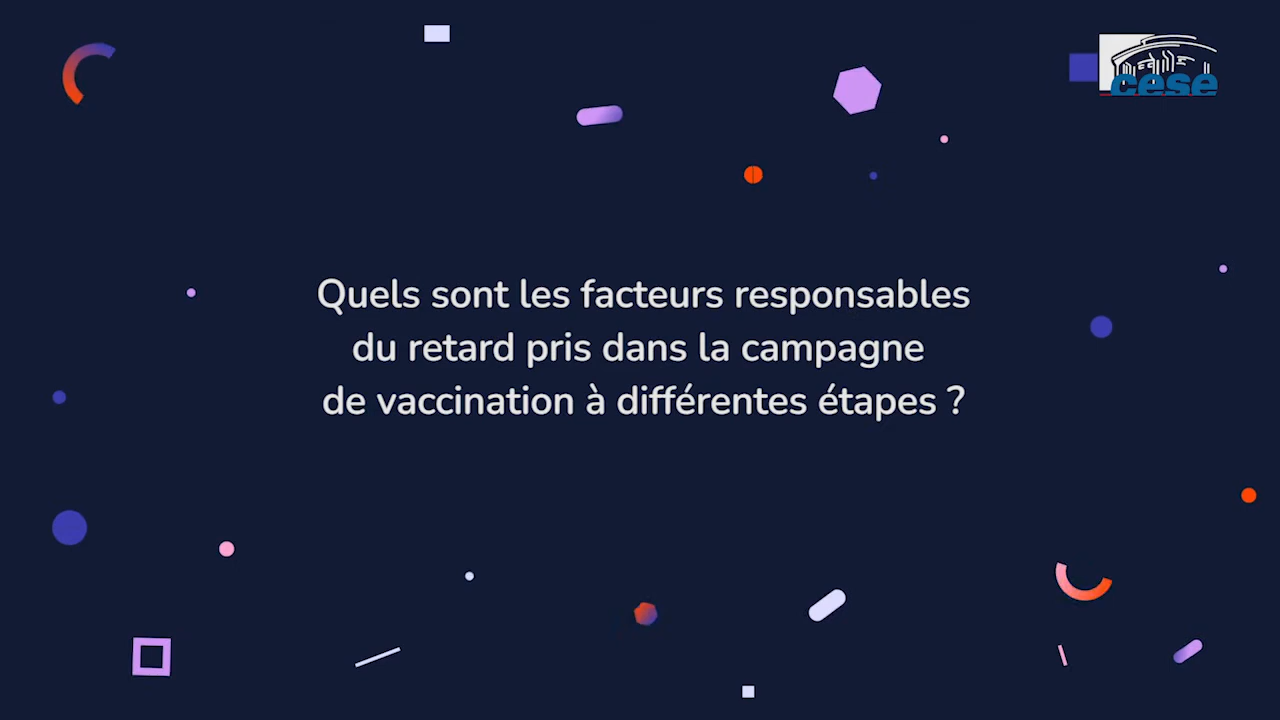 cese
Quels sont les facteurs responsables
du retard pris dans la campagne
de vaccination à différentes étapes ?